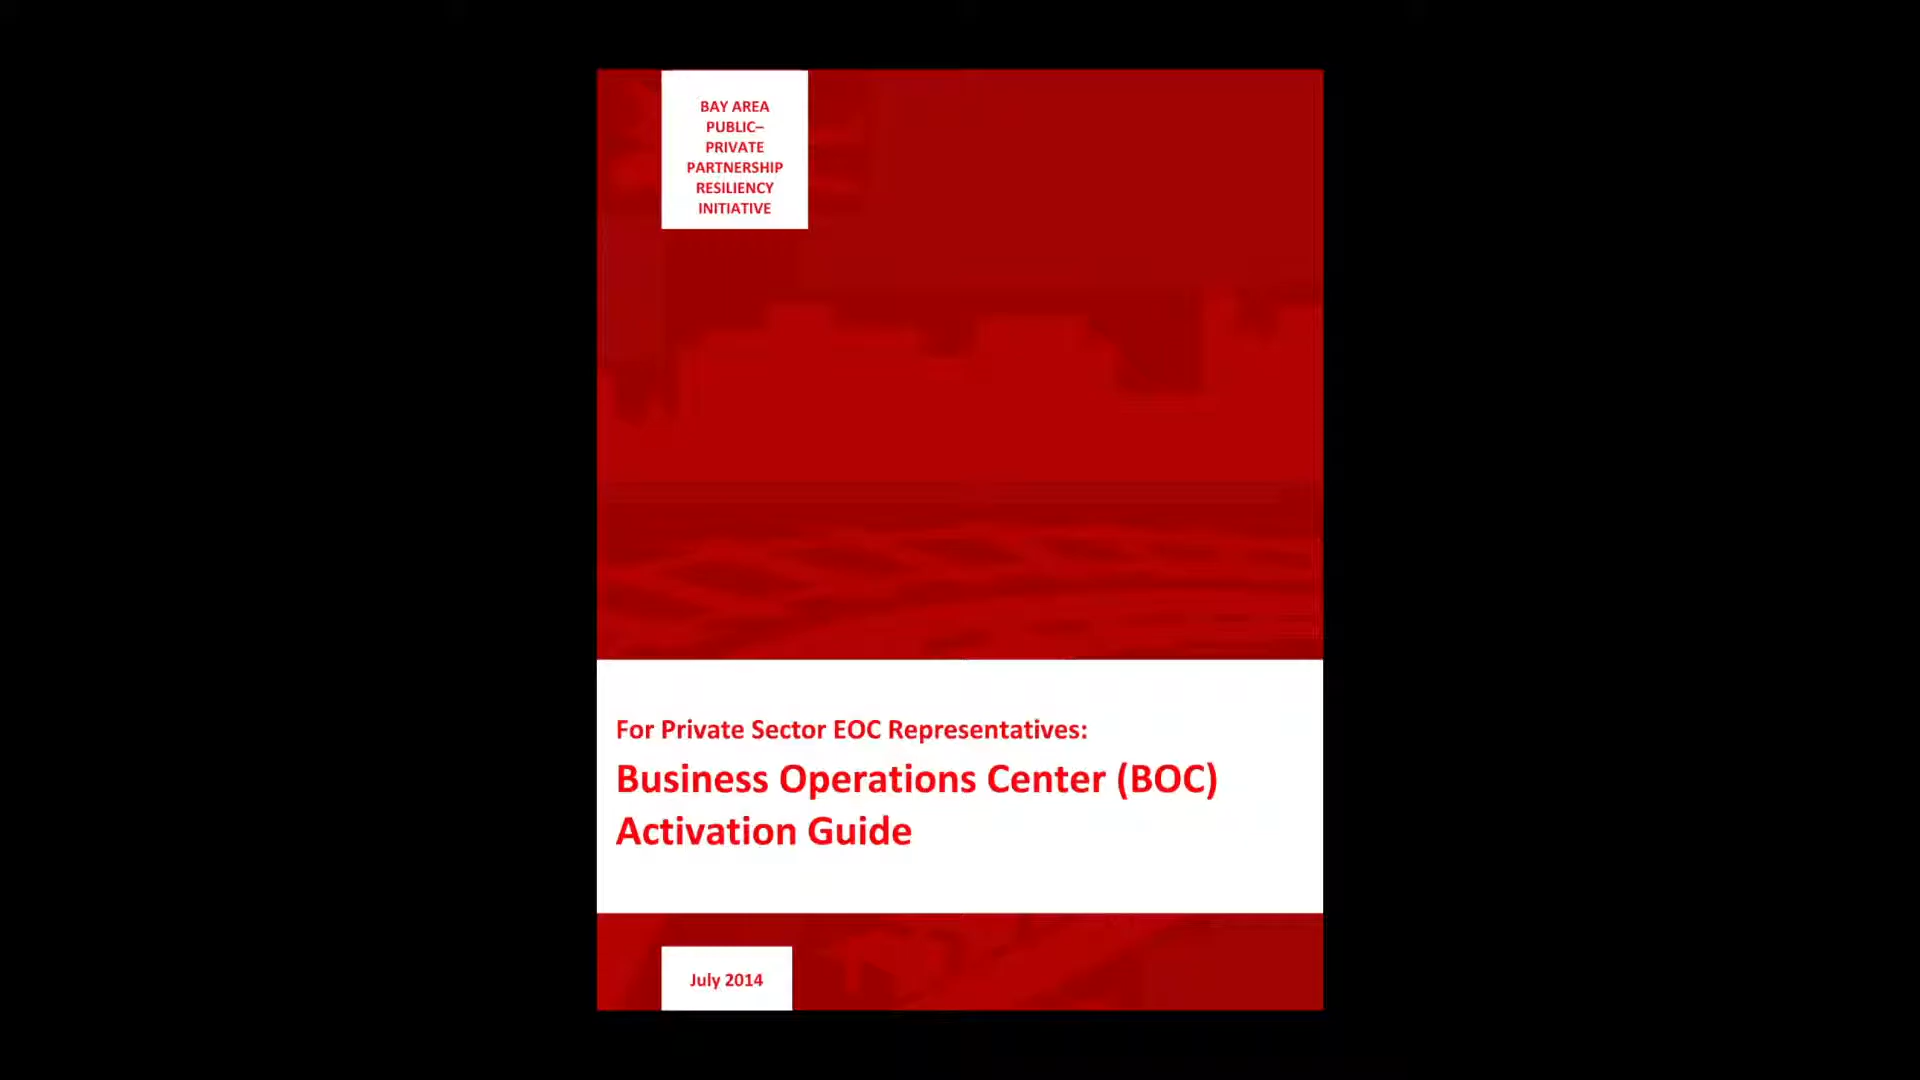 BAY AREA
PUBLIC–
PRIVATE
PARTNERSHIP
RESILIENCY
INITIATIVE
For Private Sector EOC Representatives:
Business Operations Center (BOC)
Activation Guide
July 2014